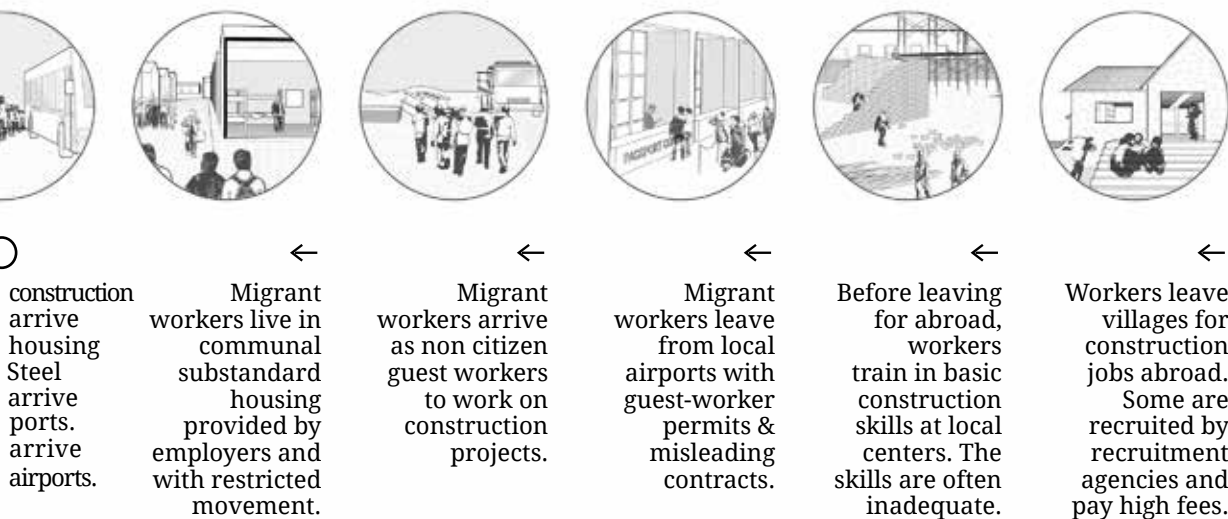 construction
arrive
housing
Steel
arrive
ports.
arrive
airports.
Migrant
workers live in
communal
substandard
housing
provided by
employers and
with restricted
movement.
Migrant
workers arrive
as non citizen
guest workers
to work on
construction
projects.
Migrant
workers leave
from local
airports with
guest-worker
permits &
misleading
contracts.
Before leaving
for abroad,
workers
train in basic
construction
skills at local
centers. The
skills are often
inadequate.
Workers leave
villages for
construction
jobs abroad.
Some are
recruited by
recruitment
agencies and
pay high fees.
PASSPORT